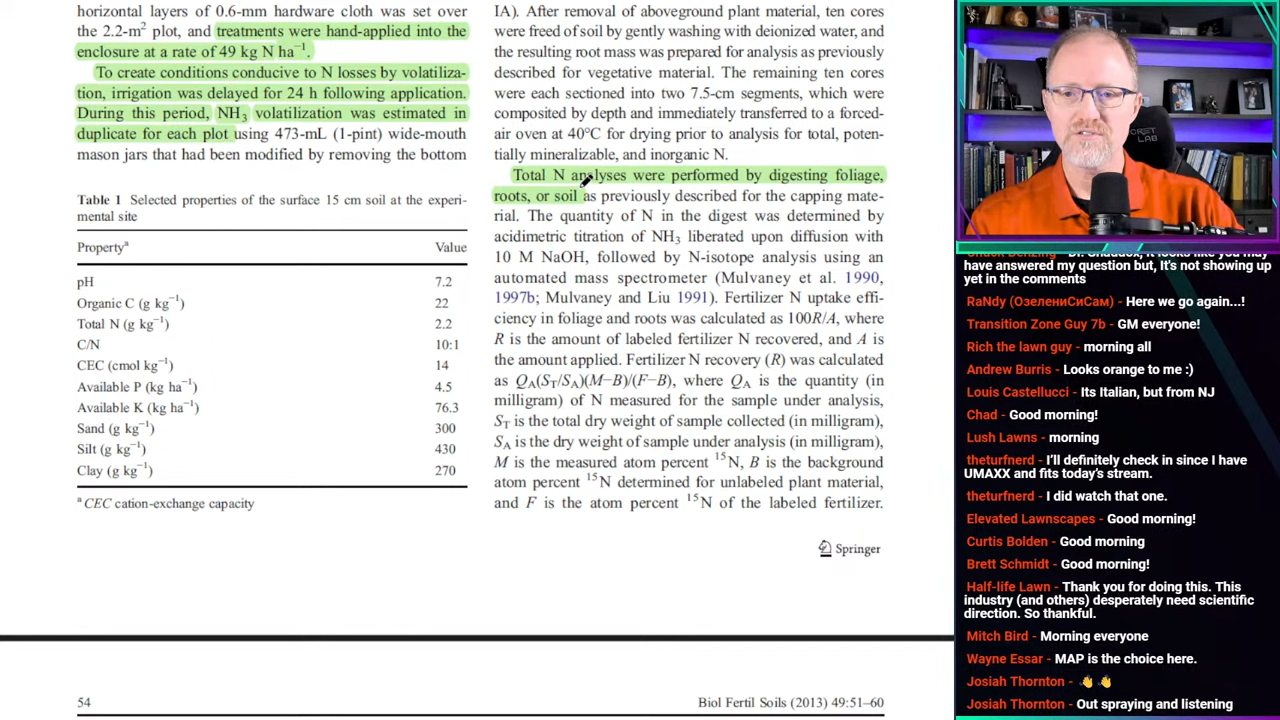 horizontal layers of 0.6-mm hardware cloth was set over
the 2.2-m² plot, and treatments were hand-applied into the
enclosure at a rate of 49 kg N ha⁻¹.
To create conditions conducive to N losses by volatiliza-
tion, irrigation was delayed for 24 h following application.
During this period, NH₃ volatilization was estimated in
duplicate for each plot using 473-mL (1-pint) wide-mouth
mason jars that had been modified by removing the bottom
Table 1 Selected properties of the surface 15 cm soil at the experi-
mental site
Propertyᵃ Value
pH 7.2
Organic C (g kg⁻¹) 22
Total N (g kg⁻¹) 2.2
C/N 10:1
CEC (cmol kg⁻¹) 14
Available P (kg ha⁻¹) 4.5
Available K (kg ha⁻¹) 76.3
Sand (g kg⁻¹) 300
Silt (g kg⁻¹) 430
Clay (g kg⁻¹) 270
ᵃ CEC cation-exchange capacity
IA). After removal of aboveground plant material, ten cores
were freed of soil by gently washing with deionized water, and
the resulting root mass was prepared for analysis as previously
described for vegetative material. The remaining ten cores
were each sectioned into two 7.5-cm segments, which were
composited by depth and immediately transferred to a forced-
air oven at 40°C for drying prior to analysis for total, poten-
tially mineralizable, and inorganic N.
Total N analyses were performed by digesting foliage,
roots, or soil as previously described for the capping mate-
rial. The quantity of N in the digest was determined by
acidimetric titration of NH₃ liberated upon diffusion with
10 M NaOH, followed by N-isotope analysis using an
automated mass spectrometer (Mulvaney et al. 1990,
1997b; Mulvaney and Liu 1991). Fertilizer N uptake effi-
ciency in foliage and roots was calculated as 100R/A, where
R is the amount of labeled fertilizer N recovered, and A is
the amount applied. Fertilizer N recovery (R) was calculated
as Q_A(S_T/S_A)(M−B)/(F−B), where Q_A is the quantity (in
milligram) of N measured for the sample under analysis,
S_T is the total dry weight of sample collected (in milligram),
S_A is the dry weight of sample under analysis (in milligram),
M is the measured atom percent ¹⁵N, B is the background
atom percent ¹⁵N determined for unlabeled plant material,
and F is the atom percent ¹⁵N of the labeled fertilizer.
Springer
54 Biol Fertil Soils (2013) 49:51–60
CRET
LAB
may
have answered my question but, It's not showing up
yet in the comments
RaNdy (ОзелениСиСам) - Here we go again...!
Transition Zone Guy 7b - GM everyone!
Rich the lawn guy - morning all
Andrew Burris - Looks orange to me :)
Louis Castellucci - Its Italian, but from NJ
Chad - Good morning!
Lush Lawns - morning
theturfnerd - I’ll definitely check in since I have
UMAXX and fits today’s stream.
theturfnerd - I did watch that one.
Elevated Lawnscapes - Good morning!
Curtis Bolden - Good morning
Brett Schmidt - Good morning!
Half-life Lawn - Thank you for doing this. This
industry (and others) desperately need scientific
direction. So thankful.
Mitch Bird - Morning everyone
Wayne Essar - MAP is the choice here.
Josiah Thornton - 👋 👋
Josiah Thornton - Out spraying and listening